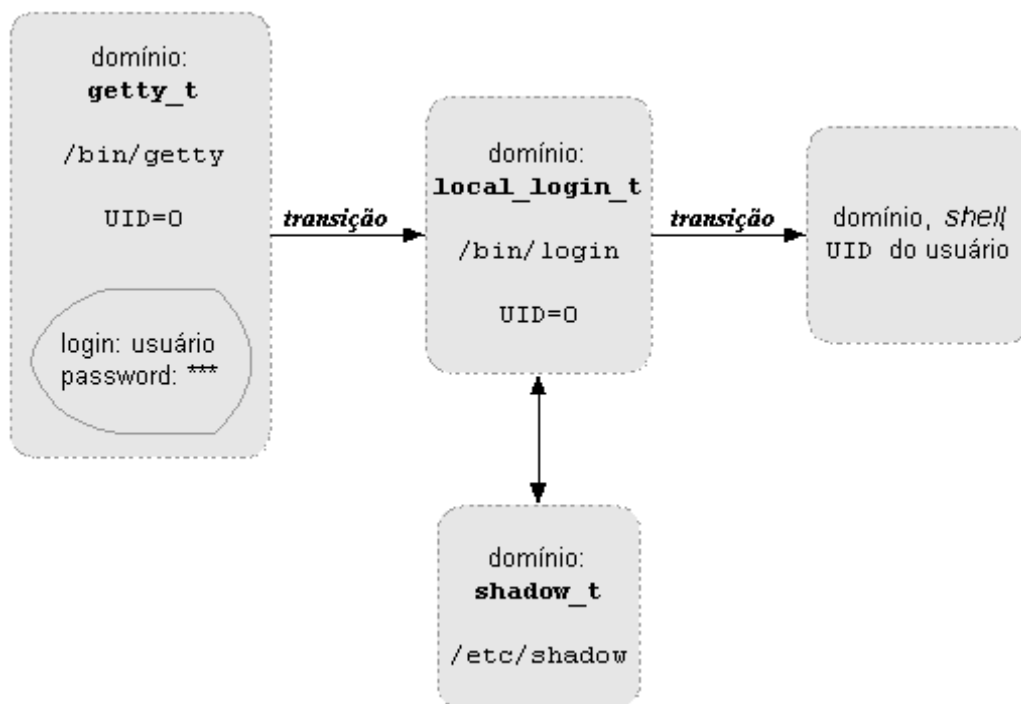 domínio:
getty_t
/bin/getty
UID=0
login: usuário
password: ***
transição
domínio:
local_login_t
/bin/login
UID=0
transição
domínio, shell,
UID do usuário
domínio:
shadow_t
/etc/shadow